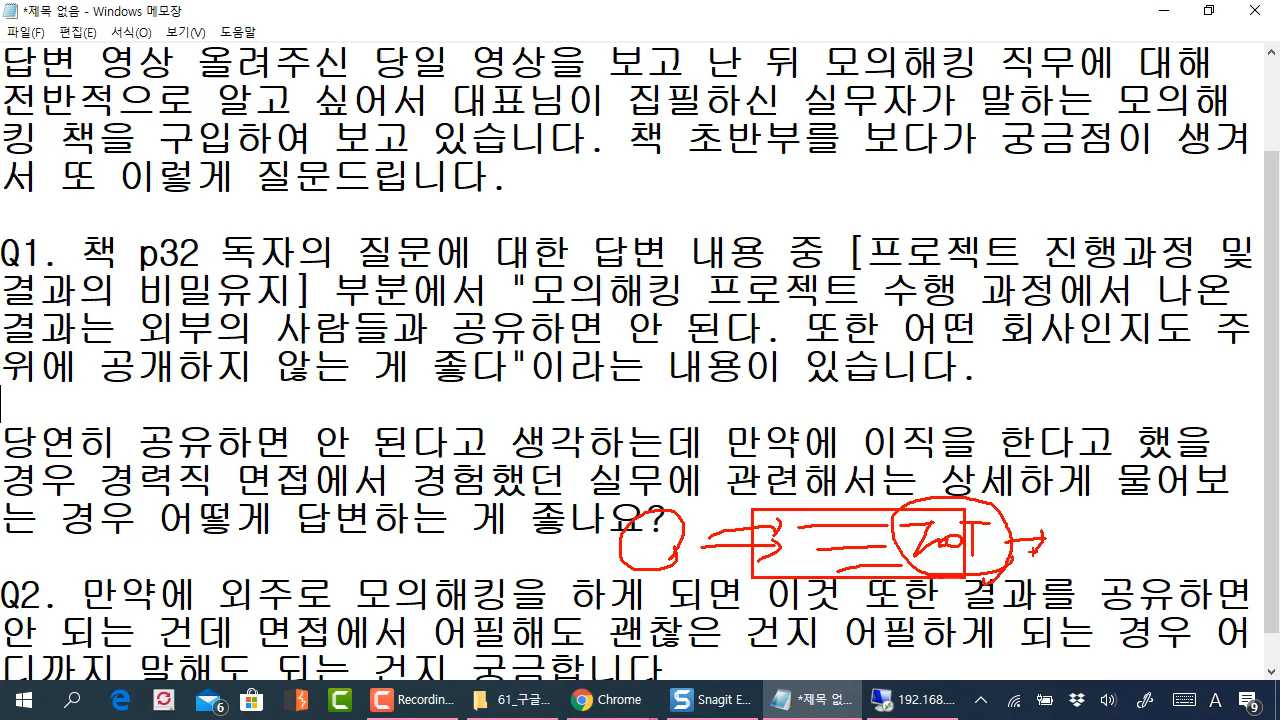 *제목 없음 - Windows 메모장
파일(F) 편집(E) 서식(O) 보기(V) 도움말
답변 영상 올려주신 당일 영상을 보고 난 뒤 모의해킹 직무에 대해
전반적으로 알고 싶어서 대표님이 집필하신 실무자가 말하는 모의해
킹 책을 구입하여 보고 있습니다. 책 초반부를 보다가 궁금점이 생겨
서 또 이렇게 질문드립니다.
Q1. 책 p32 독자의 질문에 대한 답변 내용 중 [프로젝트 진행과정 및
결과의 비밀유지] 부분에서 "모의해킹 프로젝트 수행 과정에서 나온
결과는 외부의 사람들과 공유하면 안 된다. 또한 어떤 회사인지도 주
위에 공개하지 않는 게 좋다"이라는 내용이 있습니다.
당연히 공유하면 안 된다고 생각하는데 만약에 이직을 한다고 했을
경우 경력직 면접에서 경험했던 실무에 관련해서는 상세하게 물어보
는 경우 어떻게 답변하는 게 좋나요?
IoT
Q2. 만약에 외주로 모의해킹을 하게 되면 이것 또한 결과를 공유하면
안 되는 건데 면접에서 어필해도 괜찮은 건지 어필하게 되는 경우 어
디까지 말해도 되는 건지 궁금합니다
6 Recordin... 61_구글... Chrome Snagit E... *제목 없... 192.168.... A 9